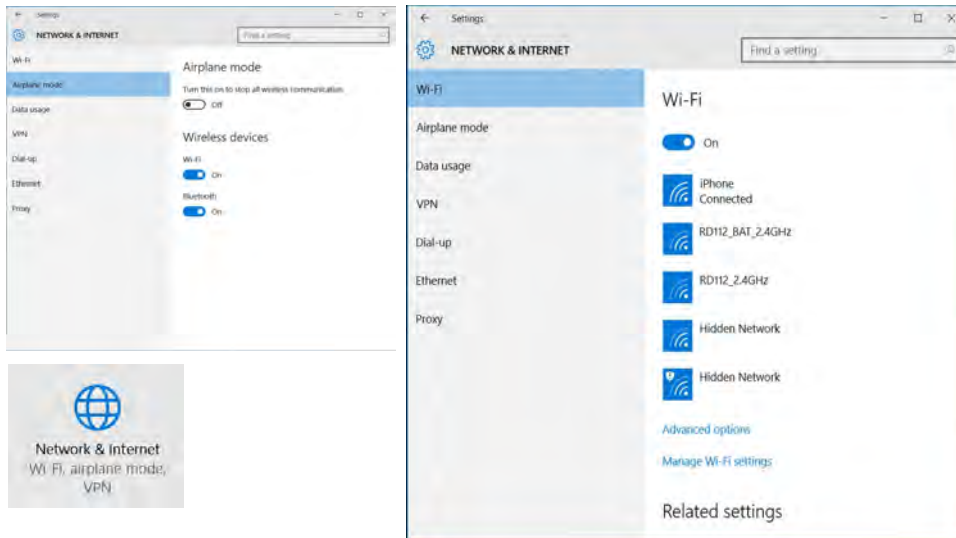 Settings
NETWORK & INTERNET
Find a setting
Wi-Fi
Airplane mode
Data usage
VPN
Dial-up
Ethernet
Proxy
Airplane mode
Turn this on to stop all wireless communication
Off
Wireless devices
Wi-Fi
On
Bluetooth
On
Network & Internet
Wi-Fi, airplane mode,
VPN
Settings
NETWORK & INTERNET
Find a setting
Wi-Fi
Airplane mode
Data usage
VPN
Dial-up
Ethernet
Proxy
Wi-Fi
On
iPhone
Connected
RD112_BAT_2.4GHz
RD112_2.4GHz
Hidden Network
Hidden Network
Advanced options
Manage Wi-Fi settings
Related settings